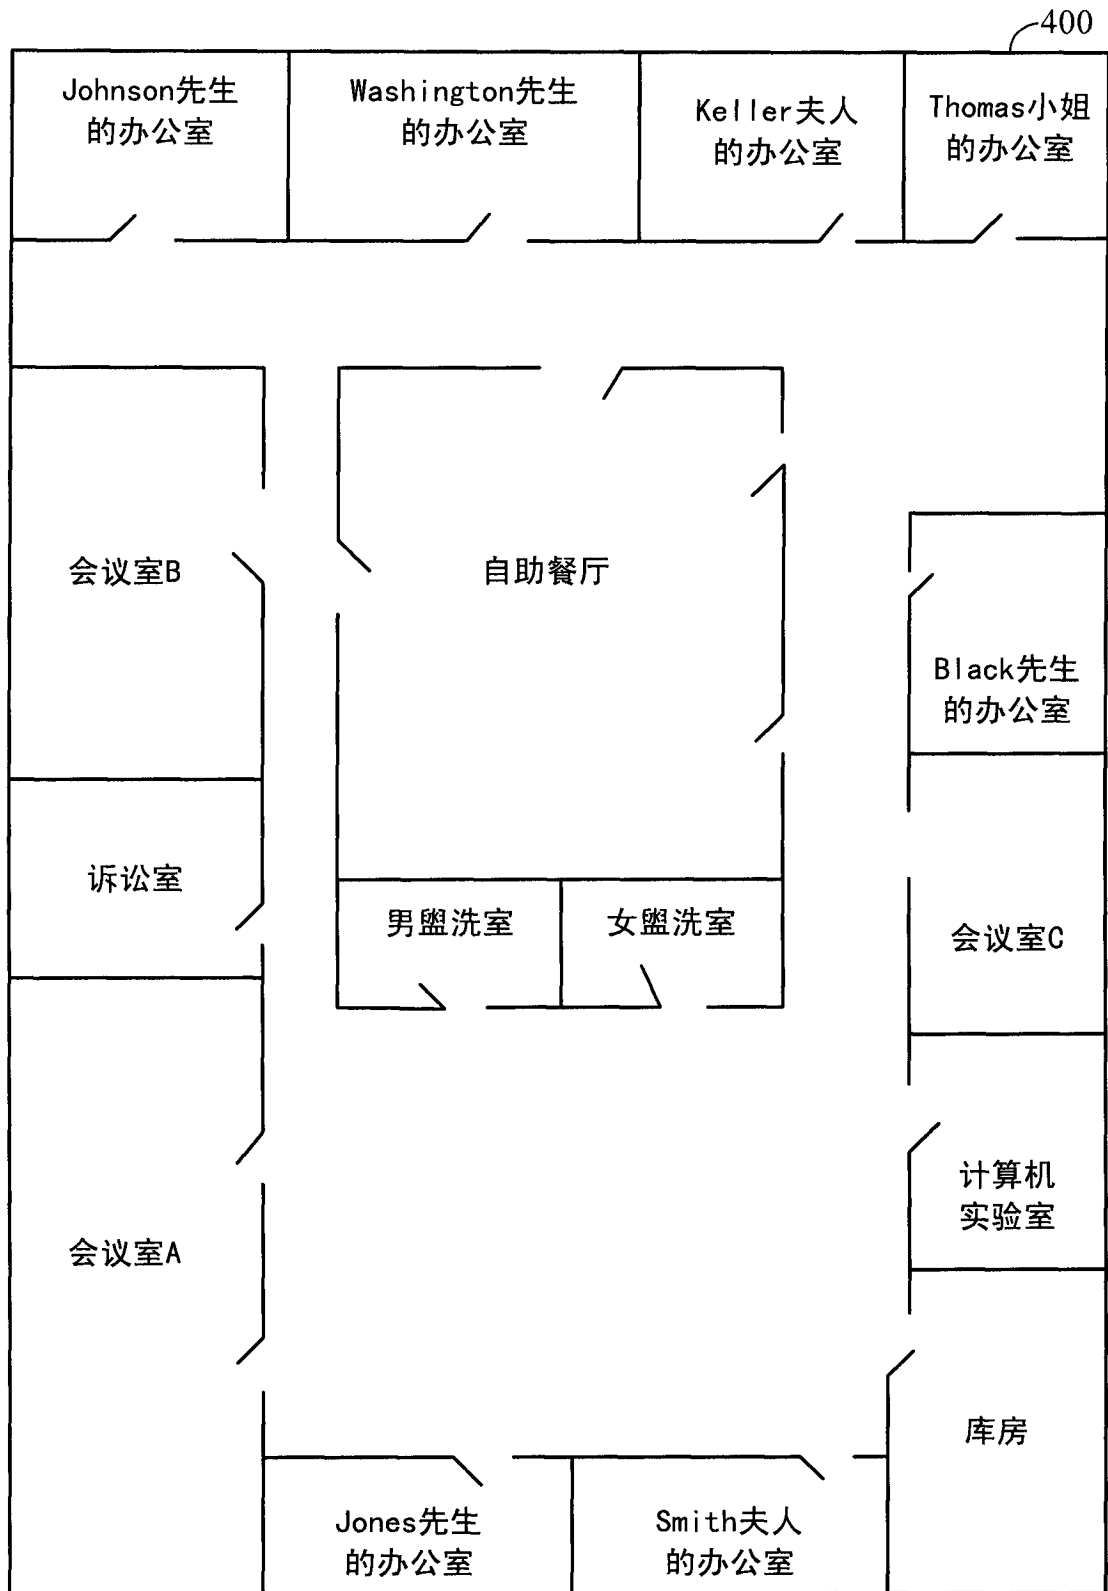 400
Johnson先生
的办公室
Washington先生
的办公室
Keller夫人
的办公室
Thomas小姐
的办公室
会议室B
自助餐厅
Black先生
的办公室
诉讼室
男盥洗室
女盥洗室
会议室C
计算机
实验室
会议室A
库房
Jones先生
的办公室
Smith夫人
的办公室